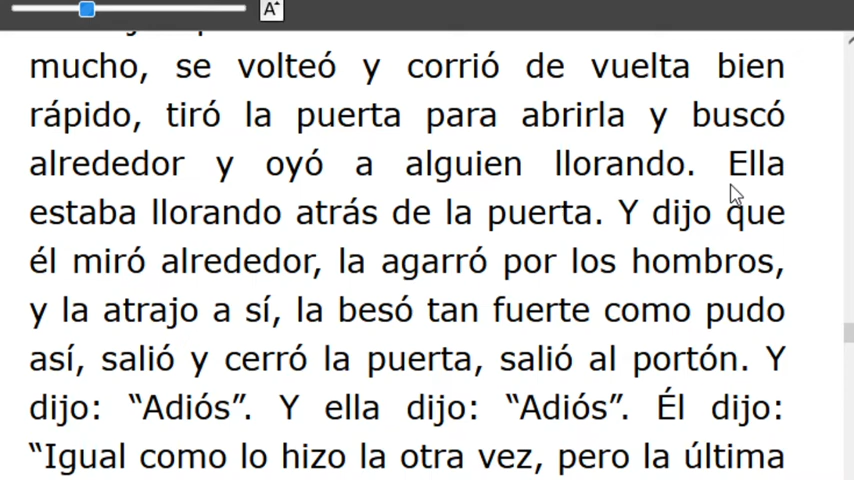 A
mucho, se volteó y corrió de vuelta bien
rápido, tiró la puerta para abrirla y buscó
alrededor y oyó a alguien llorando. Ella
estaba llorando atrás de la puerta. Y dijo que
él miró alrededor, la agarró por los hombros,
y la atrajo a sí, la besó tan fuerte como pudo
así, salió y cerró la puerta, salió al portón. Y
dijo: “Adiós”. Y ella dijo: “Adiós”. Él dijo:
“Igual como lo hizo la otra vez, pero la última